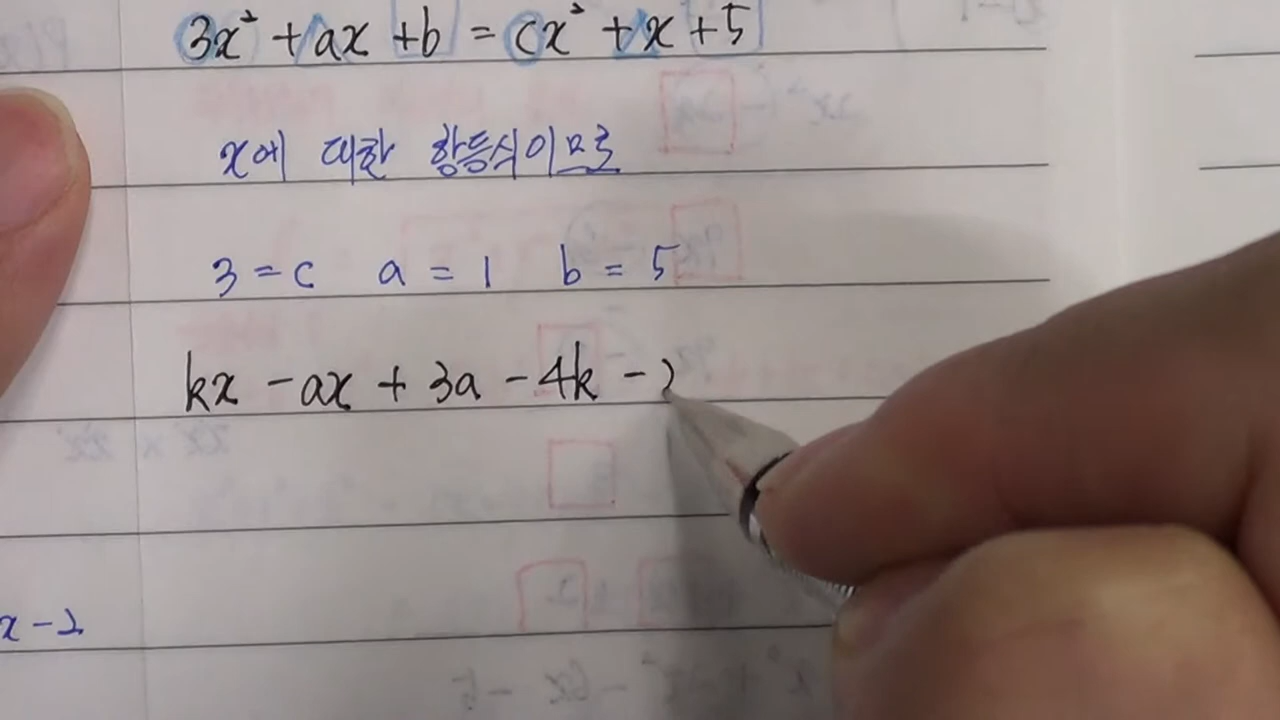 3x² + ax + b = cx² + x + 5
x에 대한 항등식이므로
3 = c a = 1 b = 5
kx - ax + 3a - 4k - 2
x - 2